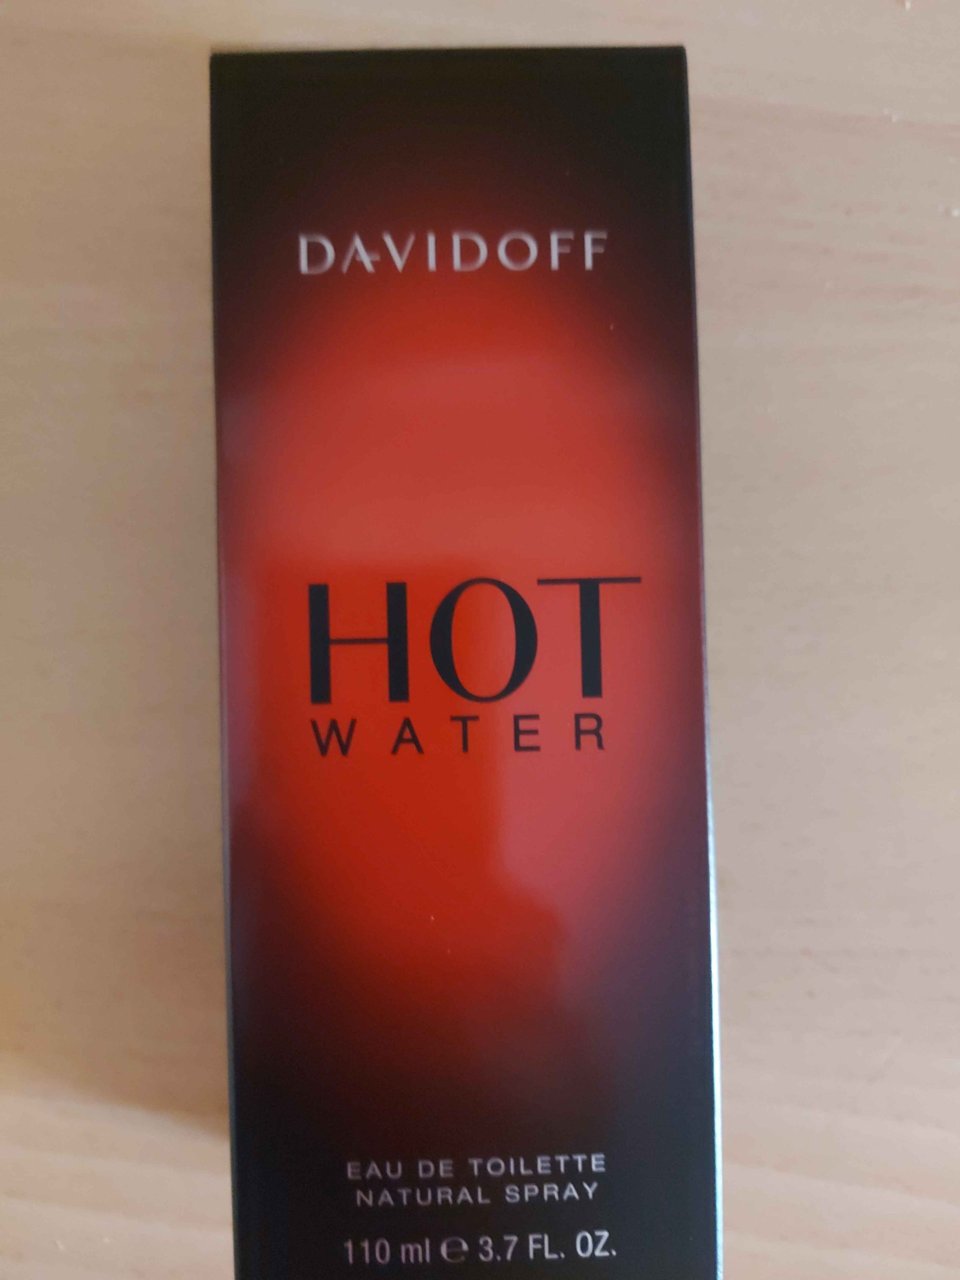 DAVIDOFF
HOT
WATER
EAU DE TOILETTE
NATURAL SPRAY
110 ml ℮ 3.7 FL. OZ.